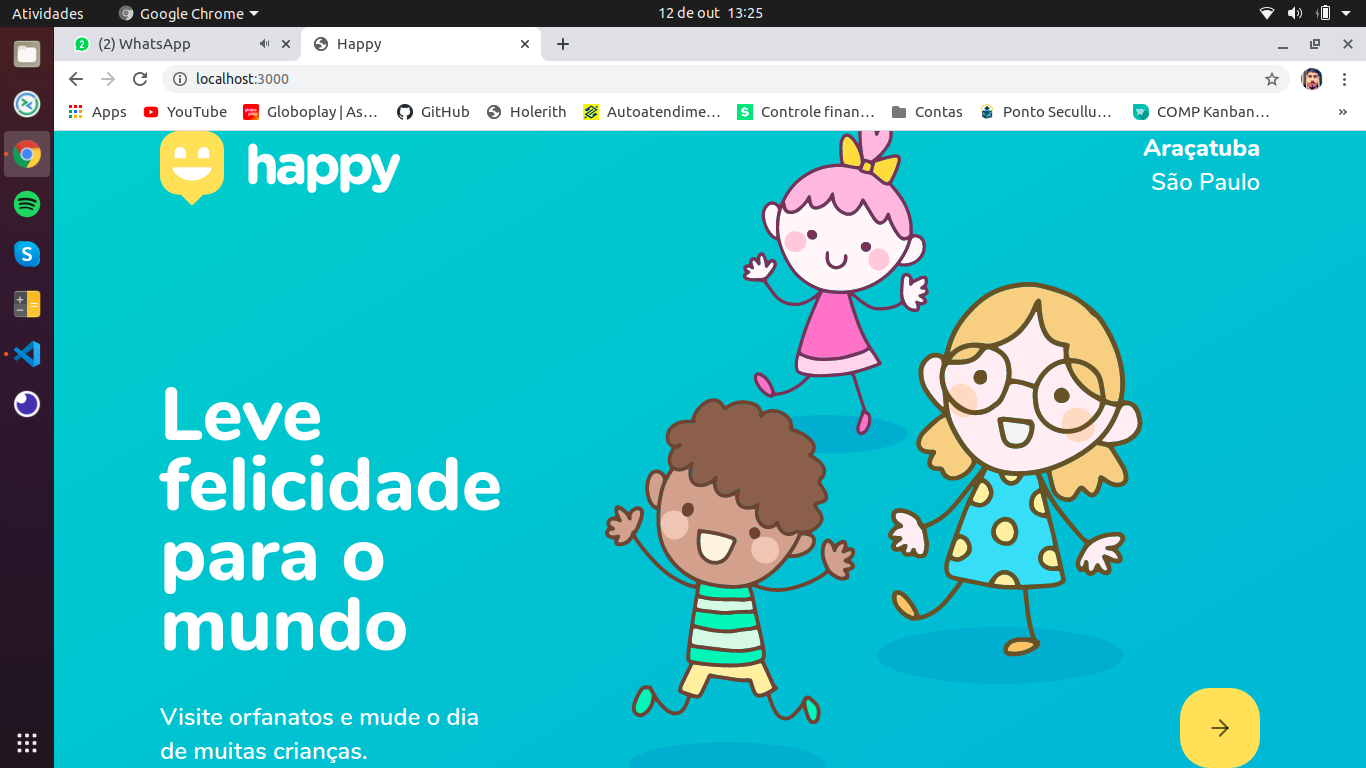 Atividades
Google Chrome
12 de out 13:25
2
(2) WhatsApp
Happy
localhost:3000
Apps
YouTube
Globoplay | As…
GitHub
Holerith
Autoatendime…
Controle finan…
Contas
Ponto Secullu…
COMP Kanban…
»
happy
Araçatuba
São Paulo
Leve
felicidade
para o
mundo
Visite orfanatos e mude o dia
de muitas crianças.